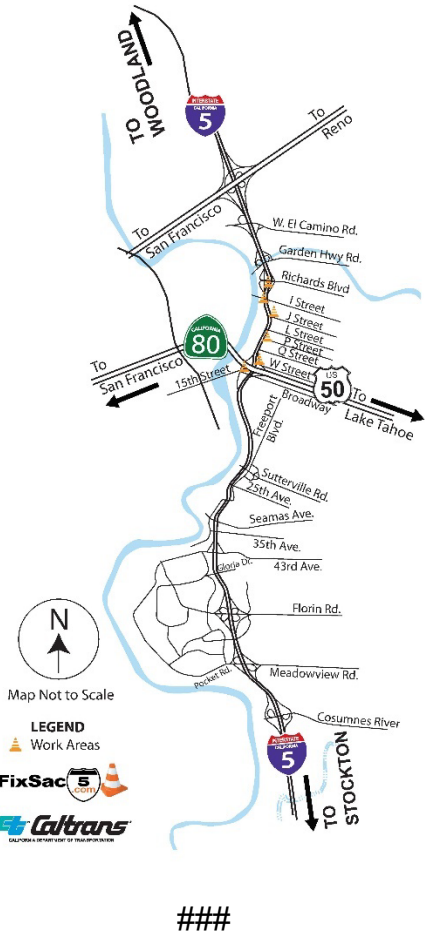 TO
WOODLAND
INTERSTATE
CALIFORNIA
5
To
Reno
To
San Francisco
W. El Camino Rd.
Garden Hwy Rd.
Richards Blvd
I Street
J Street
L Street
P Street
Q Street
W Street
CALIFORNIA
80
To
San Francisco
15th Street
US
50
To
Lake Tahoe
Broadway
Freeport
Blvd.
Sutterville Rd.
25th Ave.
Seamas Ave.
35th Ave.
Gloria Dr.
43rd Ave.
Florin Rd.
Pocket Rd.
Meadowview Rd.
Cosumnes River
INTERSTATE
CALIFORNIA
5
TO
STOCKTON
N
Map Not to Scale
LEGEND
Work Areas
FixSac 5
.com
Caltrans
CALIFORNIA DEPARTMENT OF TRANSPORTATION
###